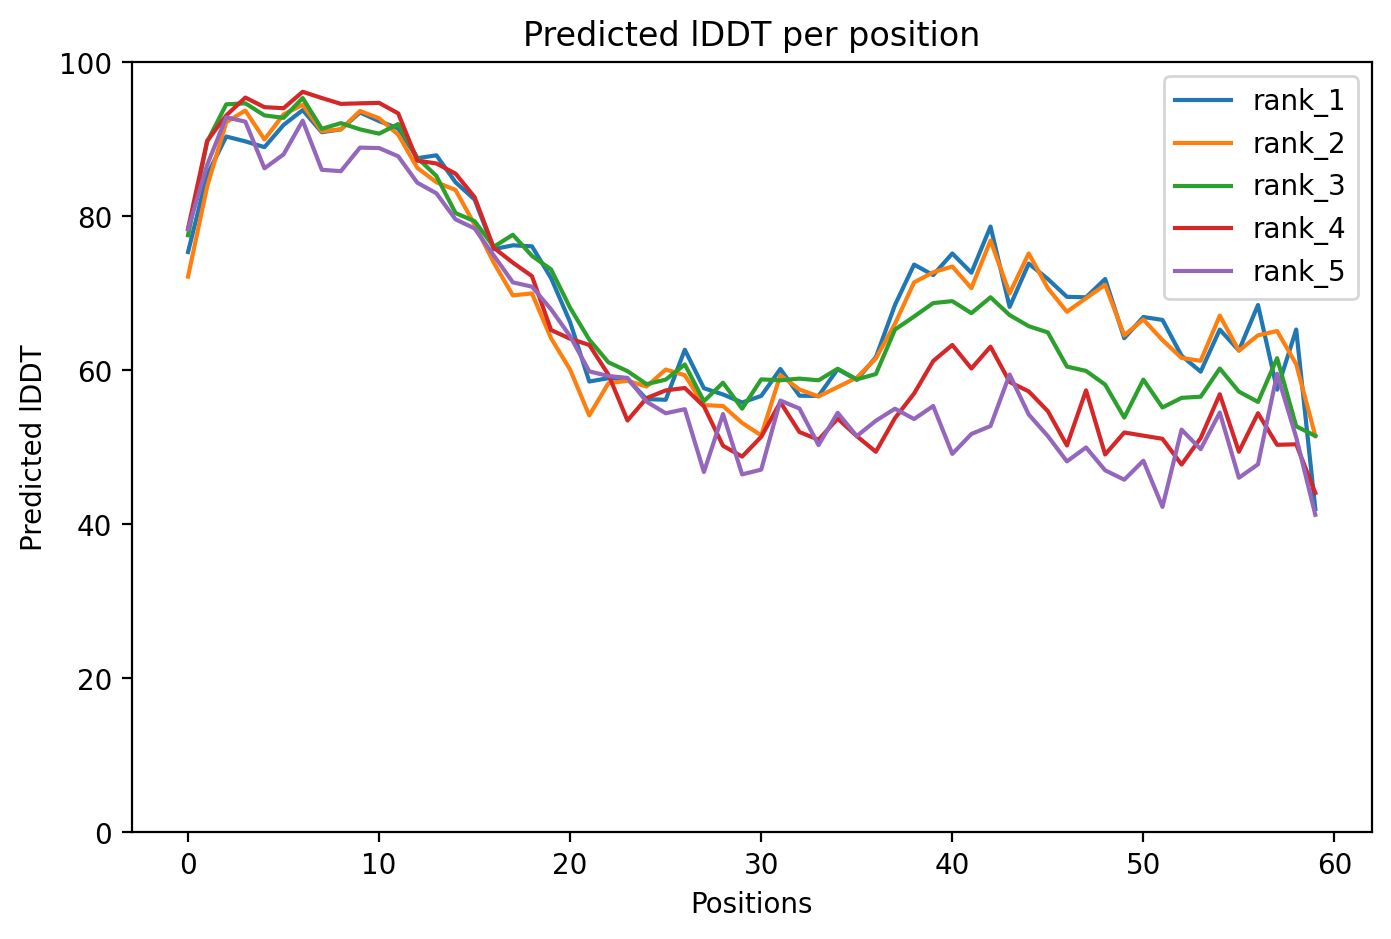 Predicted lDDT per position
100
80
60
40
20
0
Predicted lDDT
0 10 20 30 40 50 60
Positions
rank_1
rank_2
rank_3
rank_4
rank_5